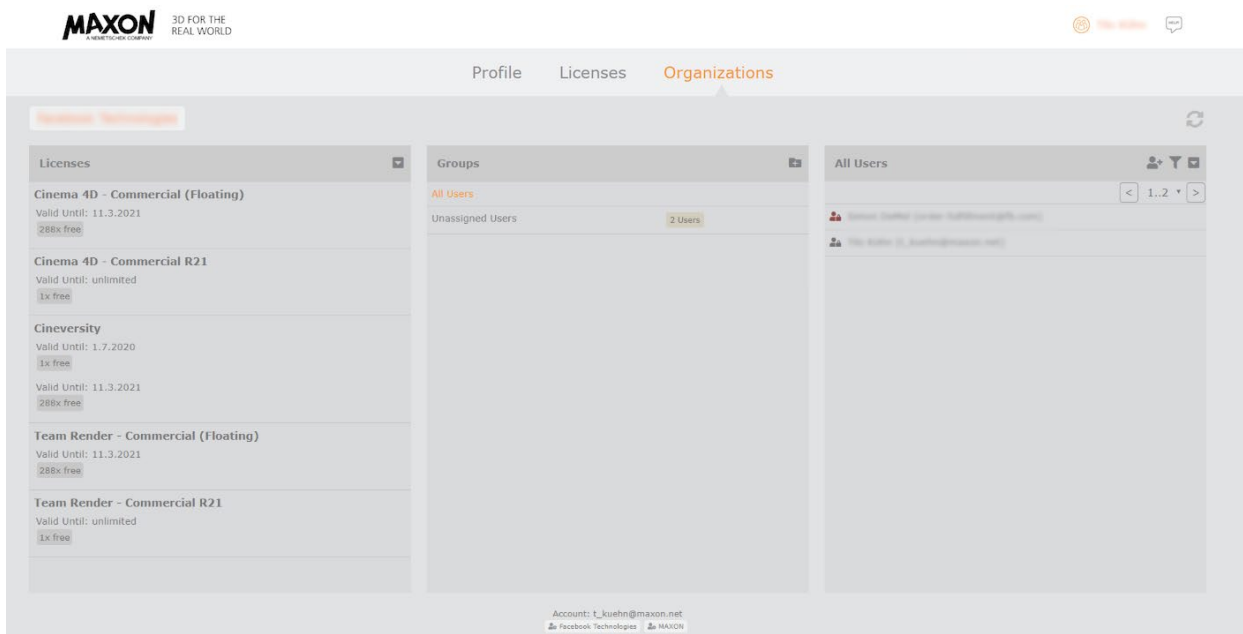 MAXON
A NEMETSCHEK COMPANY
3D FOR THE
REAL WORLD
HELP
Profile Licenses Organizations
Licenses
Cinema 4D - Commercial (Floating)
Valid Until: 11.3.2021
288x free
Cinema 4D - Commercial R21
Valid Until: unlimited
1x free
Cineversity
Valid Until: 1.7.2020
1x free
Valid Until: 11.3.2021
288x free
Team Render - Commercial (Floating)
Valid Until: 11.3.2021
288x free
Team Render - Commercial R21
Valid Until: unlimited
1x free
Groups
All Users
Unassigned Users 2 Users
All Users
< 1..2 >
Account: t_kuehn@maxon.net
Facebook Technologies MAXON